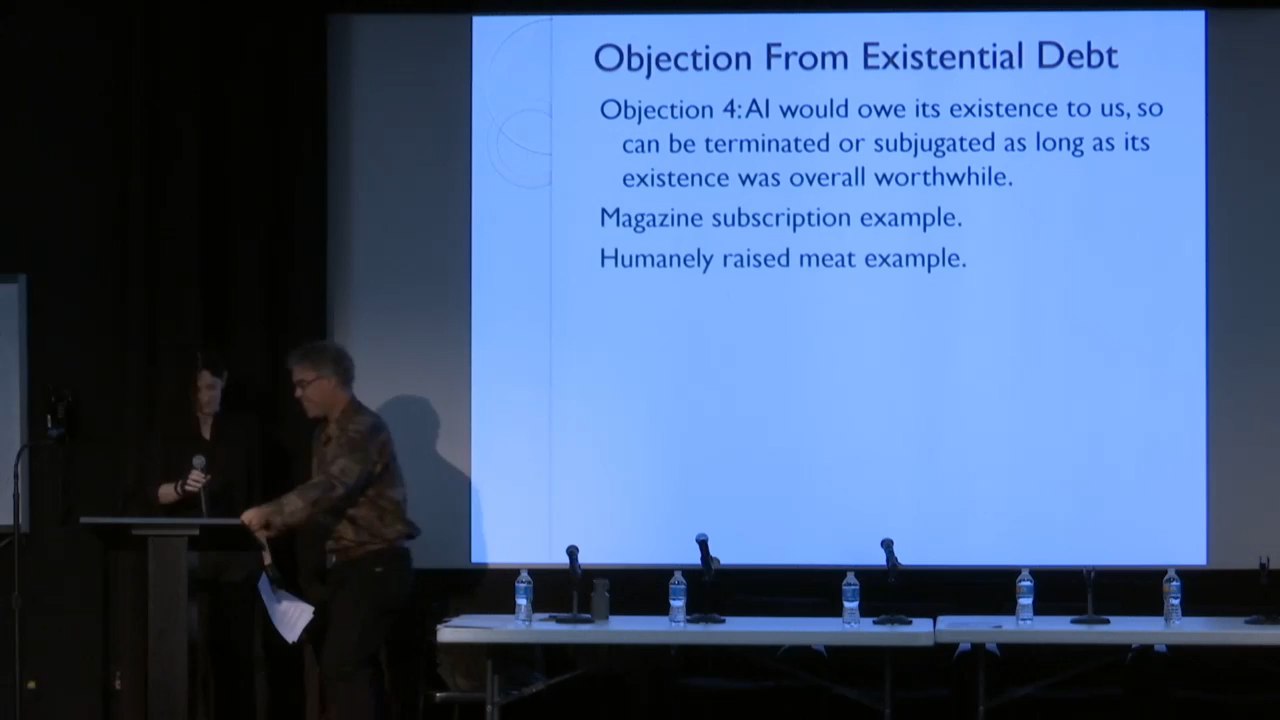 Objection From Existential Debt
Objection 4: AI would owe its existence to us, so
can be terminated or subjugated as long as its
existence was overall worthwhile.
Magazine subscription example.
Humanely raised meat example.